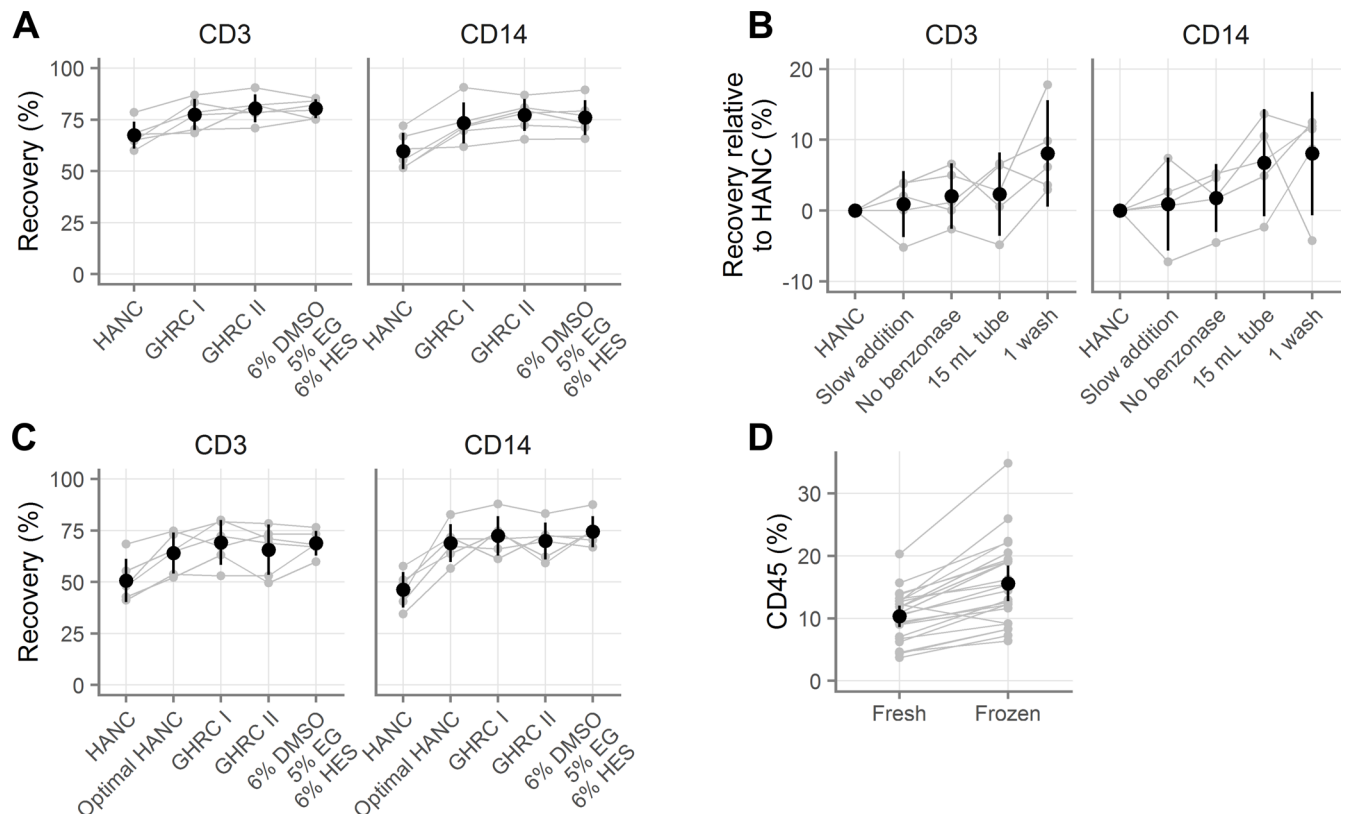 A
CD3
CD14
Recovery (%)
100
75
50
25
0
HANC
GHRC I
GHRC II
6% DMSO
5% EG
6% HES
HANC
GHRC I
GHRC II
6% DMSO
5% EG
6% HES
B
CD3
CD14
Recovery relative
to HANC (%)
20
10
0
-10
HANC
Slow addition
No benzonase
15 mL tube
1 wash
HANC
Slow addition
No benzonase
15 mL tube
1 wash
C
CD3
CD14
Recovery (%)
100
75
50
25
0
HANC
Optimal HANC
GHRC I
GHRC II
6% DMSO
5% EG
6% HES
HANC
Optimal HANC
GHRC I
GHRC II
6% DMSO
5% EG
6% HES
D
CD45 (%)
30
20
10
0
Fresh
Frozen